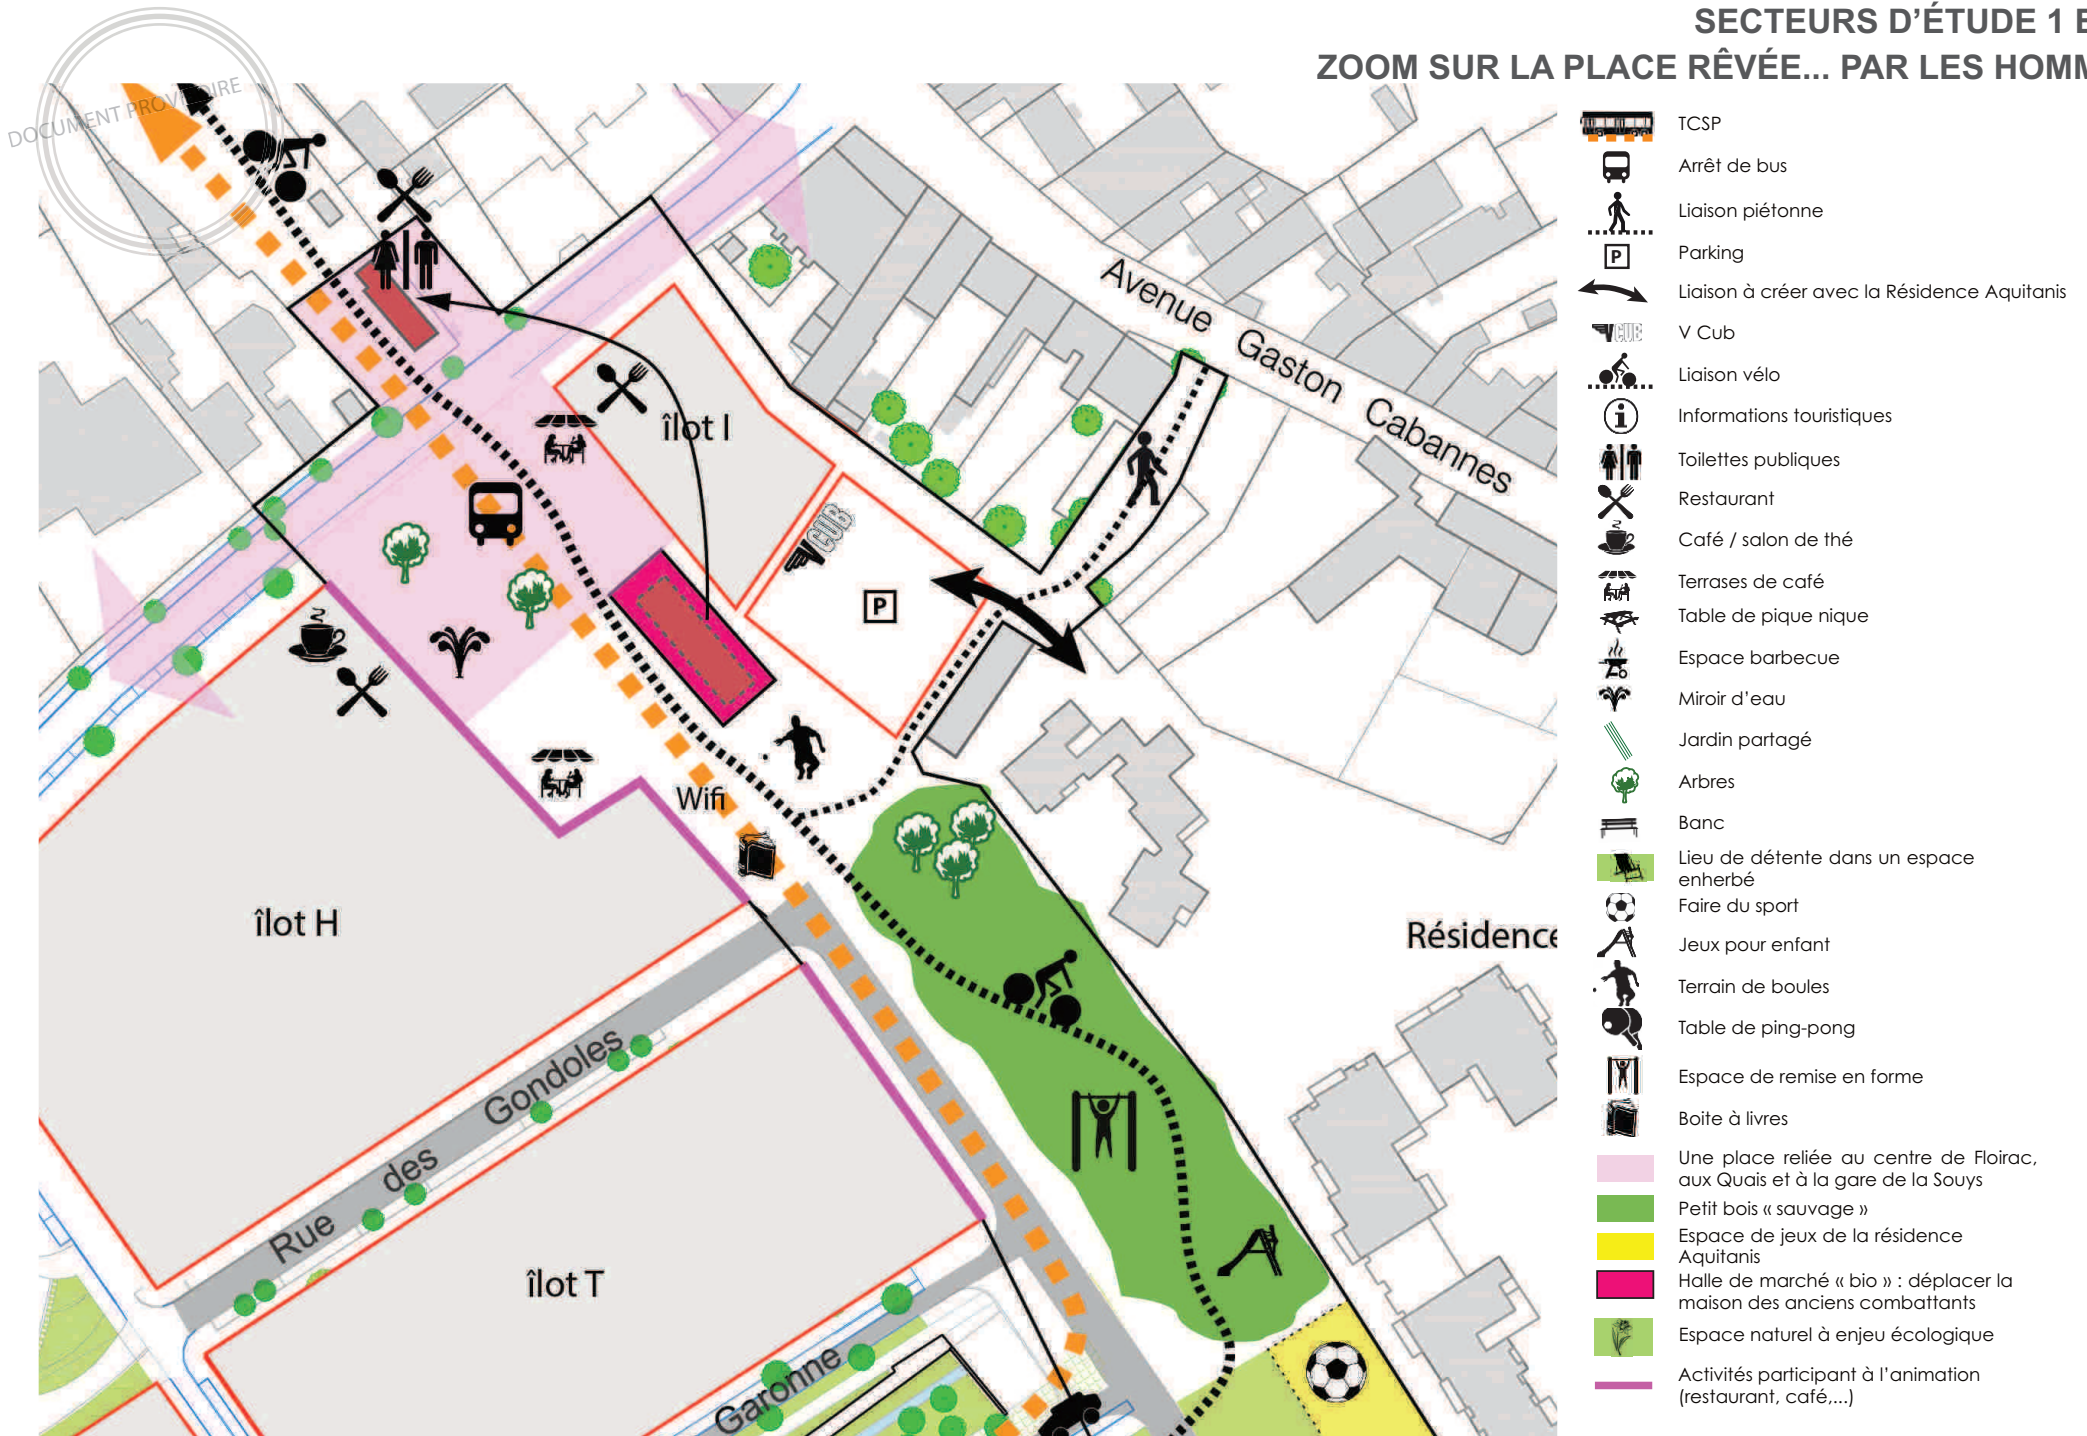 SECTEURS D'ÉTUDE 1 E
ZOOM SUR LA PLACE RÊVÉE... PAR LES HOMM
DOCUMENT PROVISOIRE
TCSP
Arrêt de bus
Liaison piétonne
P
Parking
Liaison à créer avec la Résidence Aquitanis
CUB
V Cub
Liaison vélo
i
Informations touristiques
Toilettes publiques
Restaurant
Café / salon de thé
Terrases de café
Table de pique nique
Espace barbecue
Miroir d'eau
Jardin partagé
Arbres
Banc
Lieu de détente dans un espace
enherbé
Faire du sport
Jeux pour enfant
Terrain de boules
Table de ping-pong
Espace de remise en forme
Boite à livres
Une place reliée au centre de Floirac,
aux Quais et à la gare de la Souys
Petit bois « sauvage »
Espace de jeux de la résidence
Aquitanis
Halle de marché « bio » : déplacer la
maison des anciens combattants
Espace naturel à enjeu écologique
Activités participant à l'animation
(restaurant, café,...)
Avenue Gaston Cabannes
îlot I
CUB
P
Wifi
îlot H
Résidence
Rue des Gondoles
îlot T
Garonne